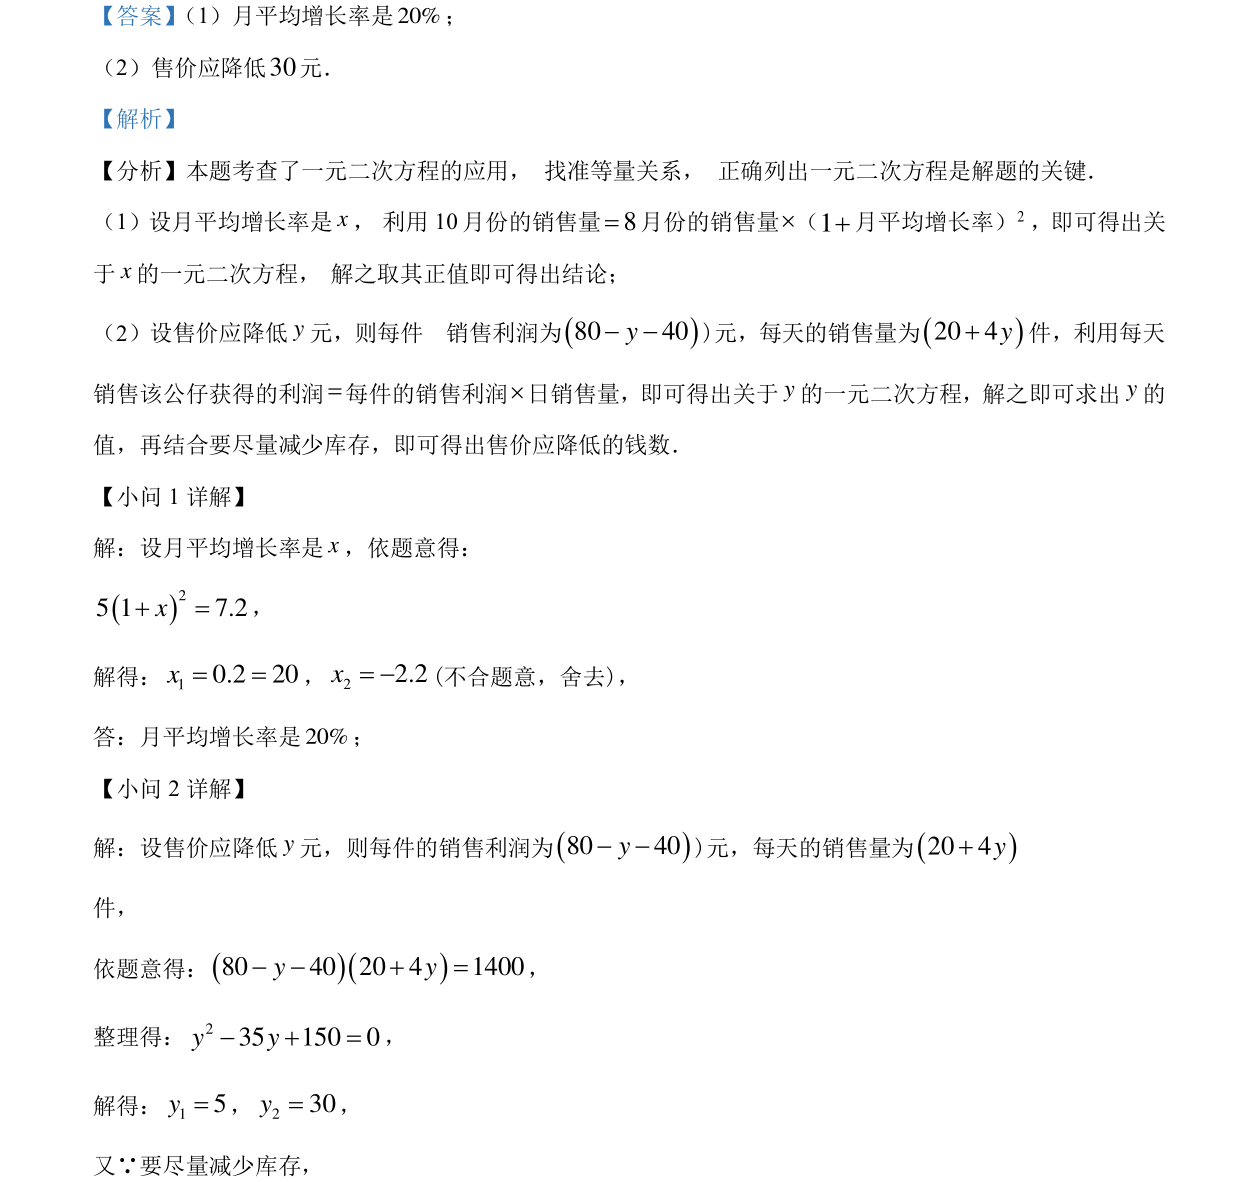 【答案】（1）月平均增长率是20%；
（2）售价应降低30元．
【解析】
【分析】本题考查了一元二次方程的应用， 找准等量关系， 正确列出一元二次方程是解题的关键．
（1）设月平均增长率是x， 利用10月份的销售量=8月份的销售量×（1+月平均增长率）²，即可得出关
于x的一元二次方程， 解之取其正值即可得出结论；
（2）设售价应降低y元，则每件 销售利润为(80−y−40))元，每天的销售量为(20+4y)件，利用每天
销售该公仔获得的利润=每件的销售利润×日销售量，即可得出关于y的一元二次方程，解之即可求出y的
值，再结合要尽量减少库存，即可得出售价应降低的钱数．
【小问1详解】
解：设月平均增长率是x，依题意得：
5(1+x)²=7.2，
解得：x₁=0.2=20，x₂=−2.2(不合题意，舍去)，
答：月平均增长率是20%；
【小问2详解】
解：设售价应降低y元，则每件的销售利润为(80−y−40))元，每天的销售量为(20+4y)
件，
依题意得：(80−y−40)(20+4y)=1400，
整理得：y²−35y+150=0，
解得：y₁=5，y₂=30，
又∵要尽量减少库存，